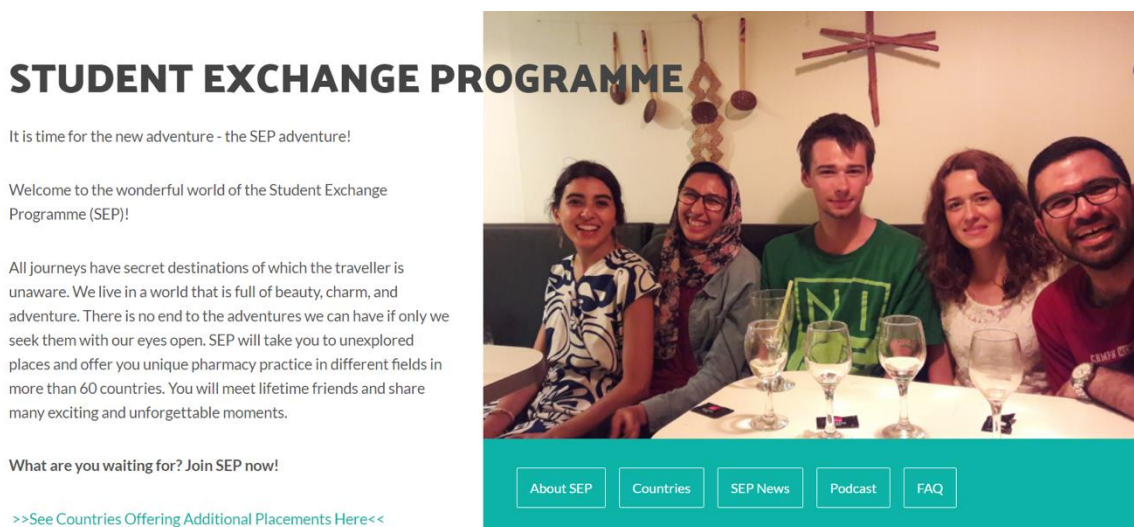 STUDENT EXCHANGE PROGRAMME
It is time for the new adventure - the SEP adventure!
Welcome to the wonderful world of the Student Exchange
Programme (SEP)!
All journeys have secret destinations of which the traveller is
unaware. We live in a world that is full of beauty, charm, and
adventure. There is no end to the adventures we can have if only we
seek them with our eyes open. SEP will take you to unexplored
places and offer you unique pharmacy practice in different fields in
more than 60 countries. You will meet lifetime friends and share
many exciting and unforgettable moments.
What are you waiting for? Join SEP now!
>>See Countries Offering Additional Placements Here<<
About SEP Countries SEP News Podcast FAQ